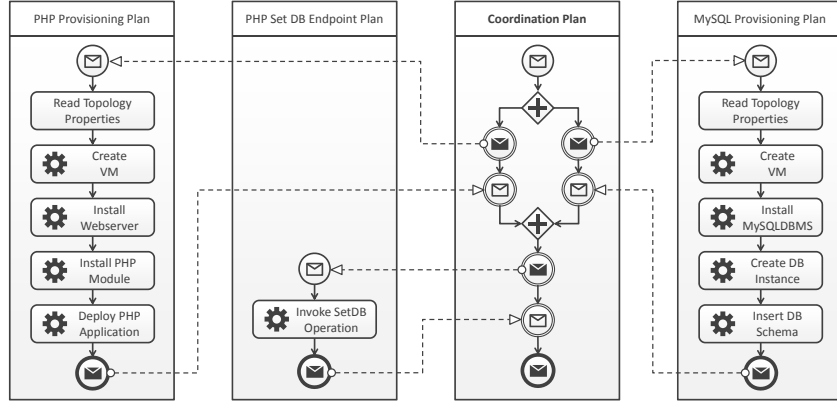 PHP Provisioning Plan
Read Topology
Properties
Create
VM
Install
Webserver
Install PHP
Module
Deploy PHP
Application
PHP Set DB Endpoint Plan
Invoke SetDB
Operation
Coordination Plan
MySQL Provisioning Plan
Read Topology
Properties
Create
VM
Install
MySQLDBMS
Create DB
Instance
Insert DB
Schema